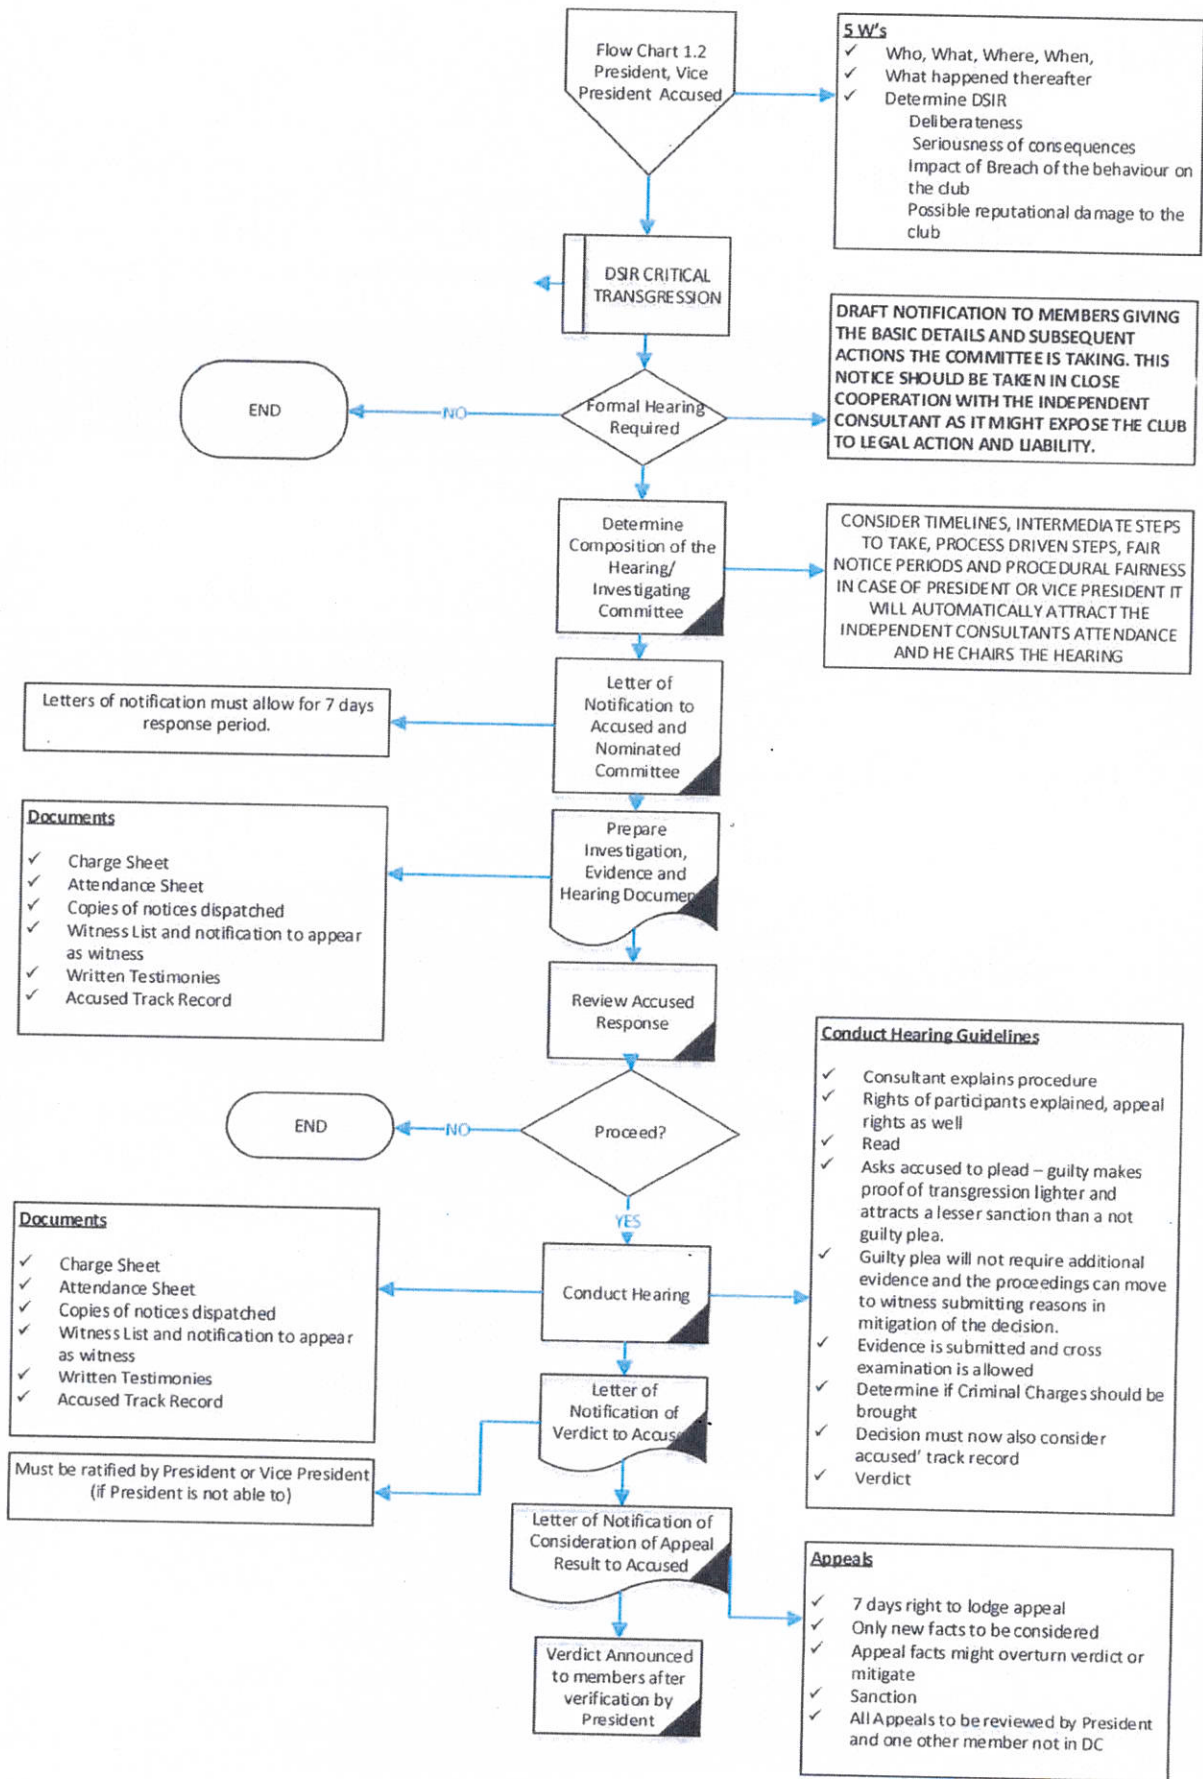 Flow Chart 1.2
President, Vice
President Accused
5 W's
✓ Who, What, Where, When,
✓ What happened thereafter
✓ Determine DSIR
Deliberateness
Seriousness of consequences
Impact of Breach of the behaviour on
the club
Possible reputational damage to the
club
DSIR CRITICAL
TRANSGRESSION
DRAFT NOTIFICATION TO MEMBERS GIVING
THE BASIC DETAILS AND SUBSEQUENT
ACTIONS THE COMMITTEE IS TAKING. THIS
NOTICE SHOULD BE TAKEN IN CLOSE
COOPERATION WITH THE INDEPENDENT
CONSULTANT AS IT MIGHT EXPOSE THE CLUB
TO LEGAL ACTION AND LIABILITY.
Formal Hearing
Required
NO
END
Determine
Composition of the
Hearing/
Investigating
Committee
CONSIDER TIMELINES, INTERMEDIATE STEPS
TO TAKE, PROCESS DRIVEN STEPS, FAIR
NOTICE PERIODS AND PROCEDURAL FAIRNESS
IN CASE OF PRESIDENT OR VICE PRESIDENT IT
WILL AUTOMATICALLY ATTRACT THE
INDEPENDENT CONSULTANTS ATTENDANCE
AND HE CHAIRS THE HEARING
Letter of
Notification to
Accused and
Nominated
Committee
Letters of notification must allow for 7 days
response period.
Prepare
Investigation,
Evidence and
Hearing Document
Documents
✓ Charge Sheet
✓ Attendance Sheet
✓ Copies of notices dispatched
✓ Witness List and notification to appear
as witness
✓ Written Testimonies
✓ Accused Track Record
Review Accused
Response
Proceed?
NO
END
YES
Conduct Hearing Guidelines
✓ Consultant explains procedure
✓ Rights of participants explained, appeal
rights as well
✓ Read
✓ Asks accused to plead – guilty makes
proof of transgression lighter and
attracts a lesser sanction than a not
guilty plea.
✓ Guilty plea will not require additional
evidence and the proceedings can move
to witness submitting reasons in
mitigation of the decision.
✓ Evidence is submitted and cross
examination is allowed
✓ Determine if Criminal Charges should be
brought
✓ Decision must now also consider
accused' track record
✓ Verdict
Conduct Hearing
Documents
✓ Charge Sheet
✓ Attendance Sheet
✓ Copies of notices dispatched
✓ Witness List and notification to appear
as witness
✓ Written Testimonies
✓ Accused Track Record
Letter of
Notification of
Verdict to Accuse
Must be ratified by President or Vice President
(if President is not able to)
Letter of Notification of
Consideration of Appeal
Result to Accused
Appeals
✓ 7 days right to lodge appeal
✓ Only new facts to be considered
✓ Appeal facts might overturn verdict or
mitigate
✓ Sanction
✓ All Appeals to be reviewed by President
and one other member not in DC
Verdict Announced
to members after
verification by
President